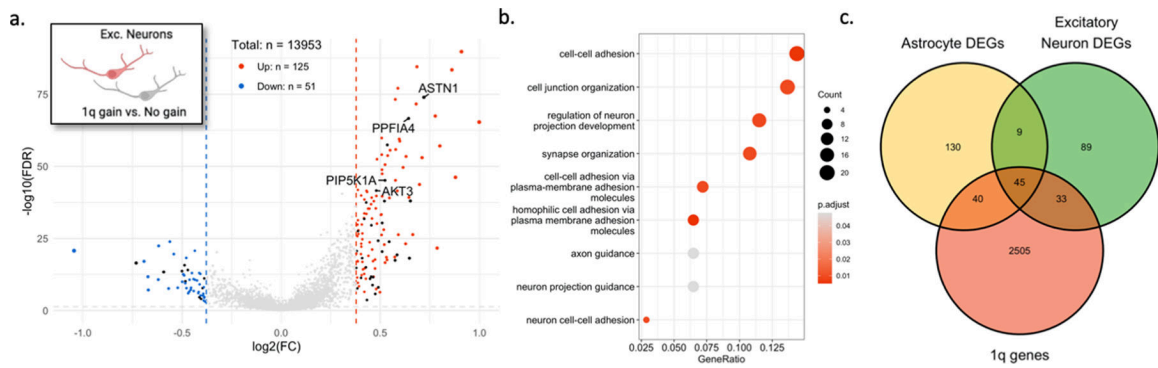 a.
Exc. Neurons
1q gain vs. No gain
Total: n = 13953
Up: n = 125
Down: n = 51
ASTN1
PPFIA4
PIP5K1A
AKT3
-log10(FDR)
75
50
25
0
-1.0
-0.5
0.0
0.5
1.0
log2(FC)
b.
cell-cell adhesion
cell junction organization
regulation of neuron
projection development
synapse organization
cell-cell adhesion via
plasma-membrane adhesion
molecules
homophilic cell adhesion via
plasma membrane adhesion
molecules
axon guidance
neuron projection guidance
neuron cell-cell adhesion
0.025
0.050
0.075
0.100
0.125
GeneRatio
Count
4
8
12
16
20
p.adjust
0.04
0.03
0.02
0.01
c.
Astrocyte DEGs
Excitatory
Neuron DEGs
130
9
89
45
40
33
2505
1q genes